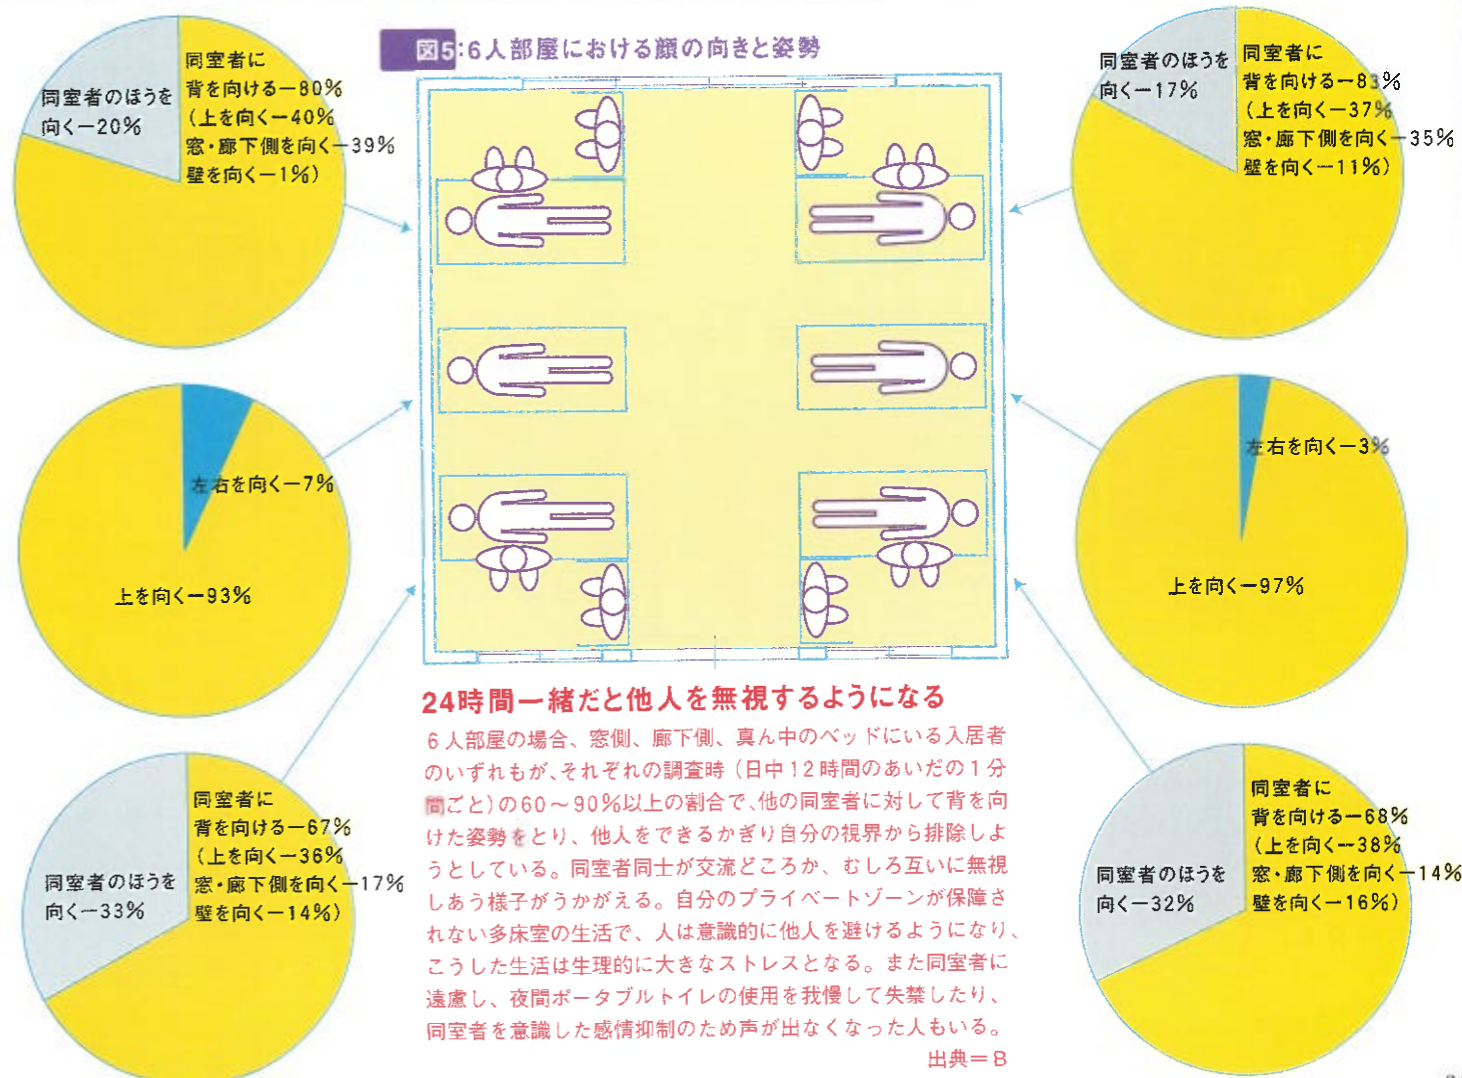 図5:6人部屋における顔の向きと姿勢
同室者のほうを
向く―20%
同室者に
背を向ける―80%
(上を向く―40%
窓・廊下側を向く―39%
壁を向く―1%)
同室者のほうを
向く―17%
同室者に
背を向ける―83%
(上を向く―37%
窓・廊下側を向く―35%
壁を向く―11%)
左右を向く―7%
上を向く―93%
左右を向く―3%
上を向く―97%
同室者のほうを
向く―33%
同室者に
背を向ける―67%
(上を向く―36%
窓・廊下側を向く―17%
壁を向く―14%)
同室者のほうを
向く―32%
同室者に
背を向ける―68%
(上を向く―38%
窓・廊下側を向く―14%
壁を向く―16%)
24時間一緒だと他人を無視するようになる
6人部屋の場合、窓側、廊下側、真ん中のベッドにいる入居者
のいずれもが、それぞれの調査時(日中12時間のあいだの1分
間ごと)の60〜90%以上の割合で、他の同室者に対して背を向
けた姿勢をとり、他人をできるかぎり自分の視界から排除しよ
うとしている。同室者同士が交流どころか、むしろ互いに無視
しあう様子がうかがえる。自分のプライベートゾーンが保障さ
れない多床室の生活で、人は意識的に他人を避けるようになり、
こうした生活は生理的に大きなストレスとなる。また同室者に
遠慮し、夜間ポータブルトイレの使用を我慢して失禁したり、
同室者を意識した感情抑制のため声が出なくなった人もいる。
出典=B